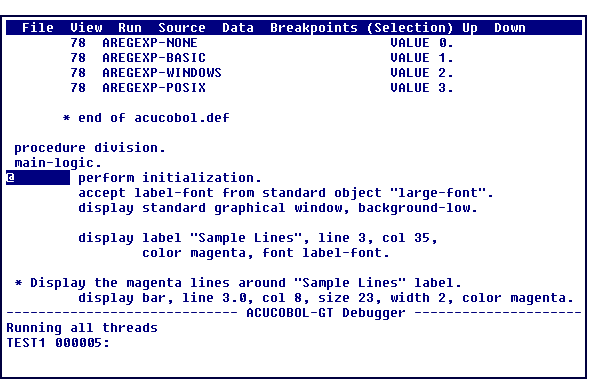 File View Run Source Data Breakpoints (Selection) Up Down
78 AREGEXP-NONE VALUE 0.
78 AREGEXP-BASIC VALUE 1.
78 AREGEXP-WINDOWS VALUE 2.
78 AREGEXP-POSIX VALUE 3.
* end of acucobol.def
procedure division.
main-logic.
@ perform initialization.
accept label-font from standard object "large-font".
display standard graphical window, background-low.
display label "Sample Lines", line 3, col 35,
color magenta, font label-font.
* Display the magenta lines around "Sample Lines" label.
display bar, line 3.0, col 8, size 23, width 2, color magenta.
----------------------------- ACUCOBOL-GT Debugger ---------------------
Running all threads
TEST1 000005: